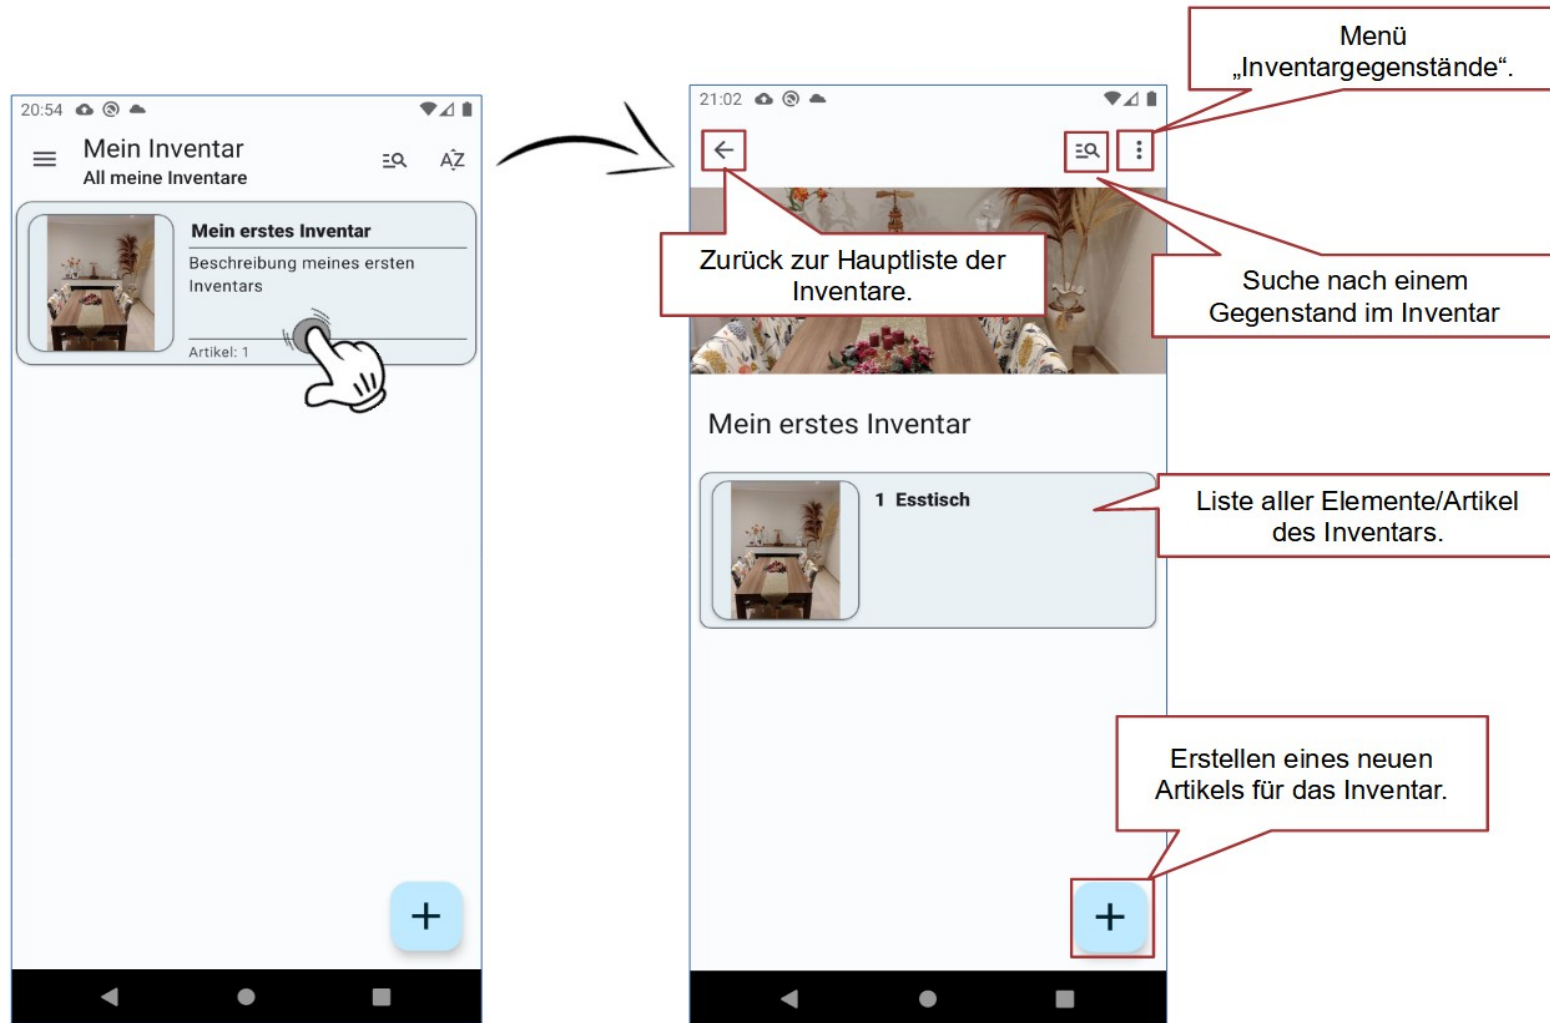 20:54
Mein Inventar
All meine Inventare
AZ
Mein erstes Inventar
Beschreibung meines ersten
Inventars
Artikel: 1
21:02
Menü
„Inventargegenstände“.
Zurück zur Hauptliste der
Inventare.
Suche nach einem
Gegenstand im Inventar
Mein erstes Inventar
1 Esstisch
Liste aller Elemente/Artikel
des Inventars.
Erstellen eines neuen
Artikels für das Inventar.